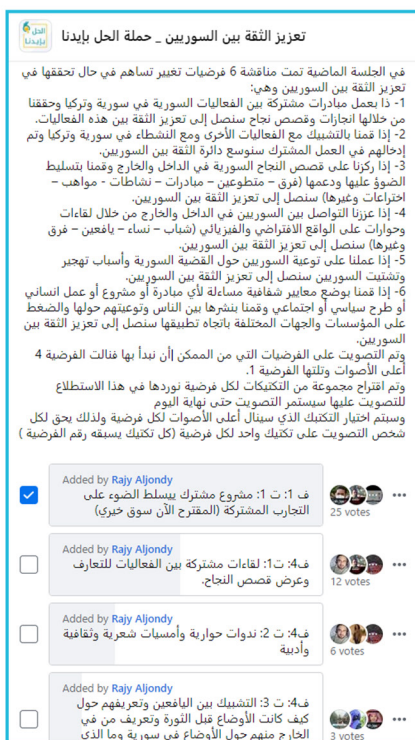 الحل
بإيدنا
تعزيز الثقة بين السوريين _ حملة الحل بإيدنا
في الجلسة الماضية تمت مناقشة 6 فرضيات تغيير تساهم في حال تحققها في
تعزيز الثقة بين السوريين وهي:
1- ذا بعمل مبادرات مشتركة بين الفعاليات السورية في سورية وتركيا وحققنا
من خلالها انجازات وقصص نجاح سنصل إلى تعزيز الثقة بين هذه الفعاليات.
2- إذا قمنا بالتشبيك مع الفعاليات الأخرى ومع النشطاء في سورية وتركيا وتم
إدخالهم في العمل المشترك سنوسع دائرة الثقة بين السوريين.
3- إذا ركزنا على قصص النجاح السورية في الداخل والخارج وقمنا بتسليط
الضوؤ عليها ودعمها (فرق – متطوعين – مبادرات – نشاطات - مواهب –
اختراعات وغيرها) سنصل إلى تعزيز الثقة بين السوريين.
4- إذا عززنا التواصل بين السوريين في الداخل والخارج من خلال لقاءات
وحوارات على الواقع الافتراضي والفيزيائي (شباب – نساء – يافعين – فرق
وغيرها) سنصل إلى تعزيز الثقة بين السوريين.
5- إذا عملنا على توعية السوريين حول القضية السورية وأسباب تهجير
وتشتيت السوريين سنصل إلى تعزيز الثقة بين السوريين.
6- إذا قمنا بوضع معايير شفافية مساءلة لأي مبادرة أو مشروع أو عمل انساني
أو طرح سياسي أو اجتماعي وقمنا بنشرها بين الناس وتوعيتهم حولها والضغط
على المؤسسات والجهات المختلفة باتجاه تطبيقها سنصل إلى تعزيز الثقة بين
السوريين.
وتم التصويت على الفرضيات التي من الممكن |أن نبدأ بها فنالت الفرضية 4
أعلى الأصوات وتلتها الفرضية 1.
وتم اقتراح مجموعة من التكتيكات لكل فرضية نوردها في هذا الاستطلاع
للتصويت عليها سيستمر التصويت حتى نهاية اليوم
وسيتم اختيار التكتيك الذي سينال أعلى الأصوات لكل فرضية ولذلك يحق لكل
شخص التصويت على تكتيك واحد لكل فرضية (كل تكتيك يسبقه رقم الفرضية )
Added by Rajy Aljondy
ف 1: ت 1: مشروع مشترك ييسلط الضوء على
التجارب المشتركة (المقترح الآن سوق خيري)
25 votes
Added by Rajy Aljondy
ف4: ت1: لقاءات مشتركة بين الفعاليات للتعارف
وعرض قصص النجاح.
12 votes
Added by Rajy Aljondy
ف4: ت 2: ندوات حوارية وأمسيات شعرية وثقافية
وأدبية
6 votes
Added by Rajy Aljondy
ف4: ت 3: التشبيك بين اليافعين وتعريفهم حول
كيف كانت الأوضاع قبل الثورة وتعريف من في
الخارج منهم حول الأوضاع في سورية وما الذي
3 votes